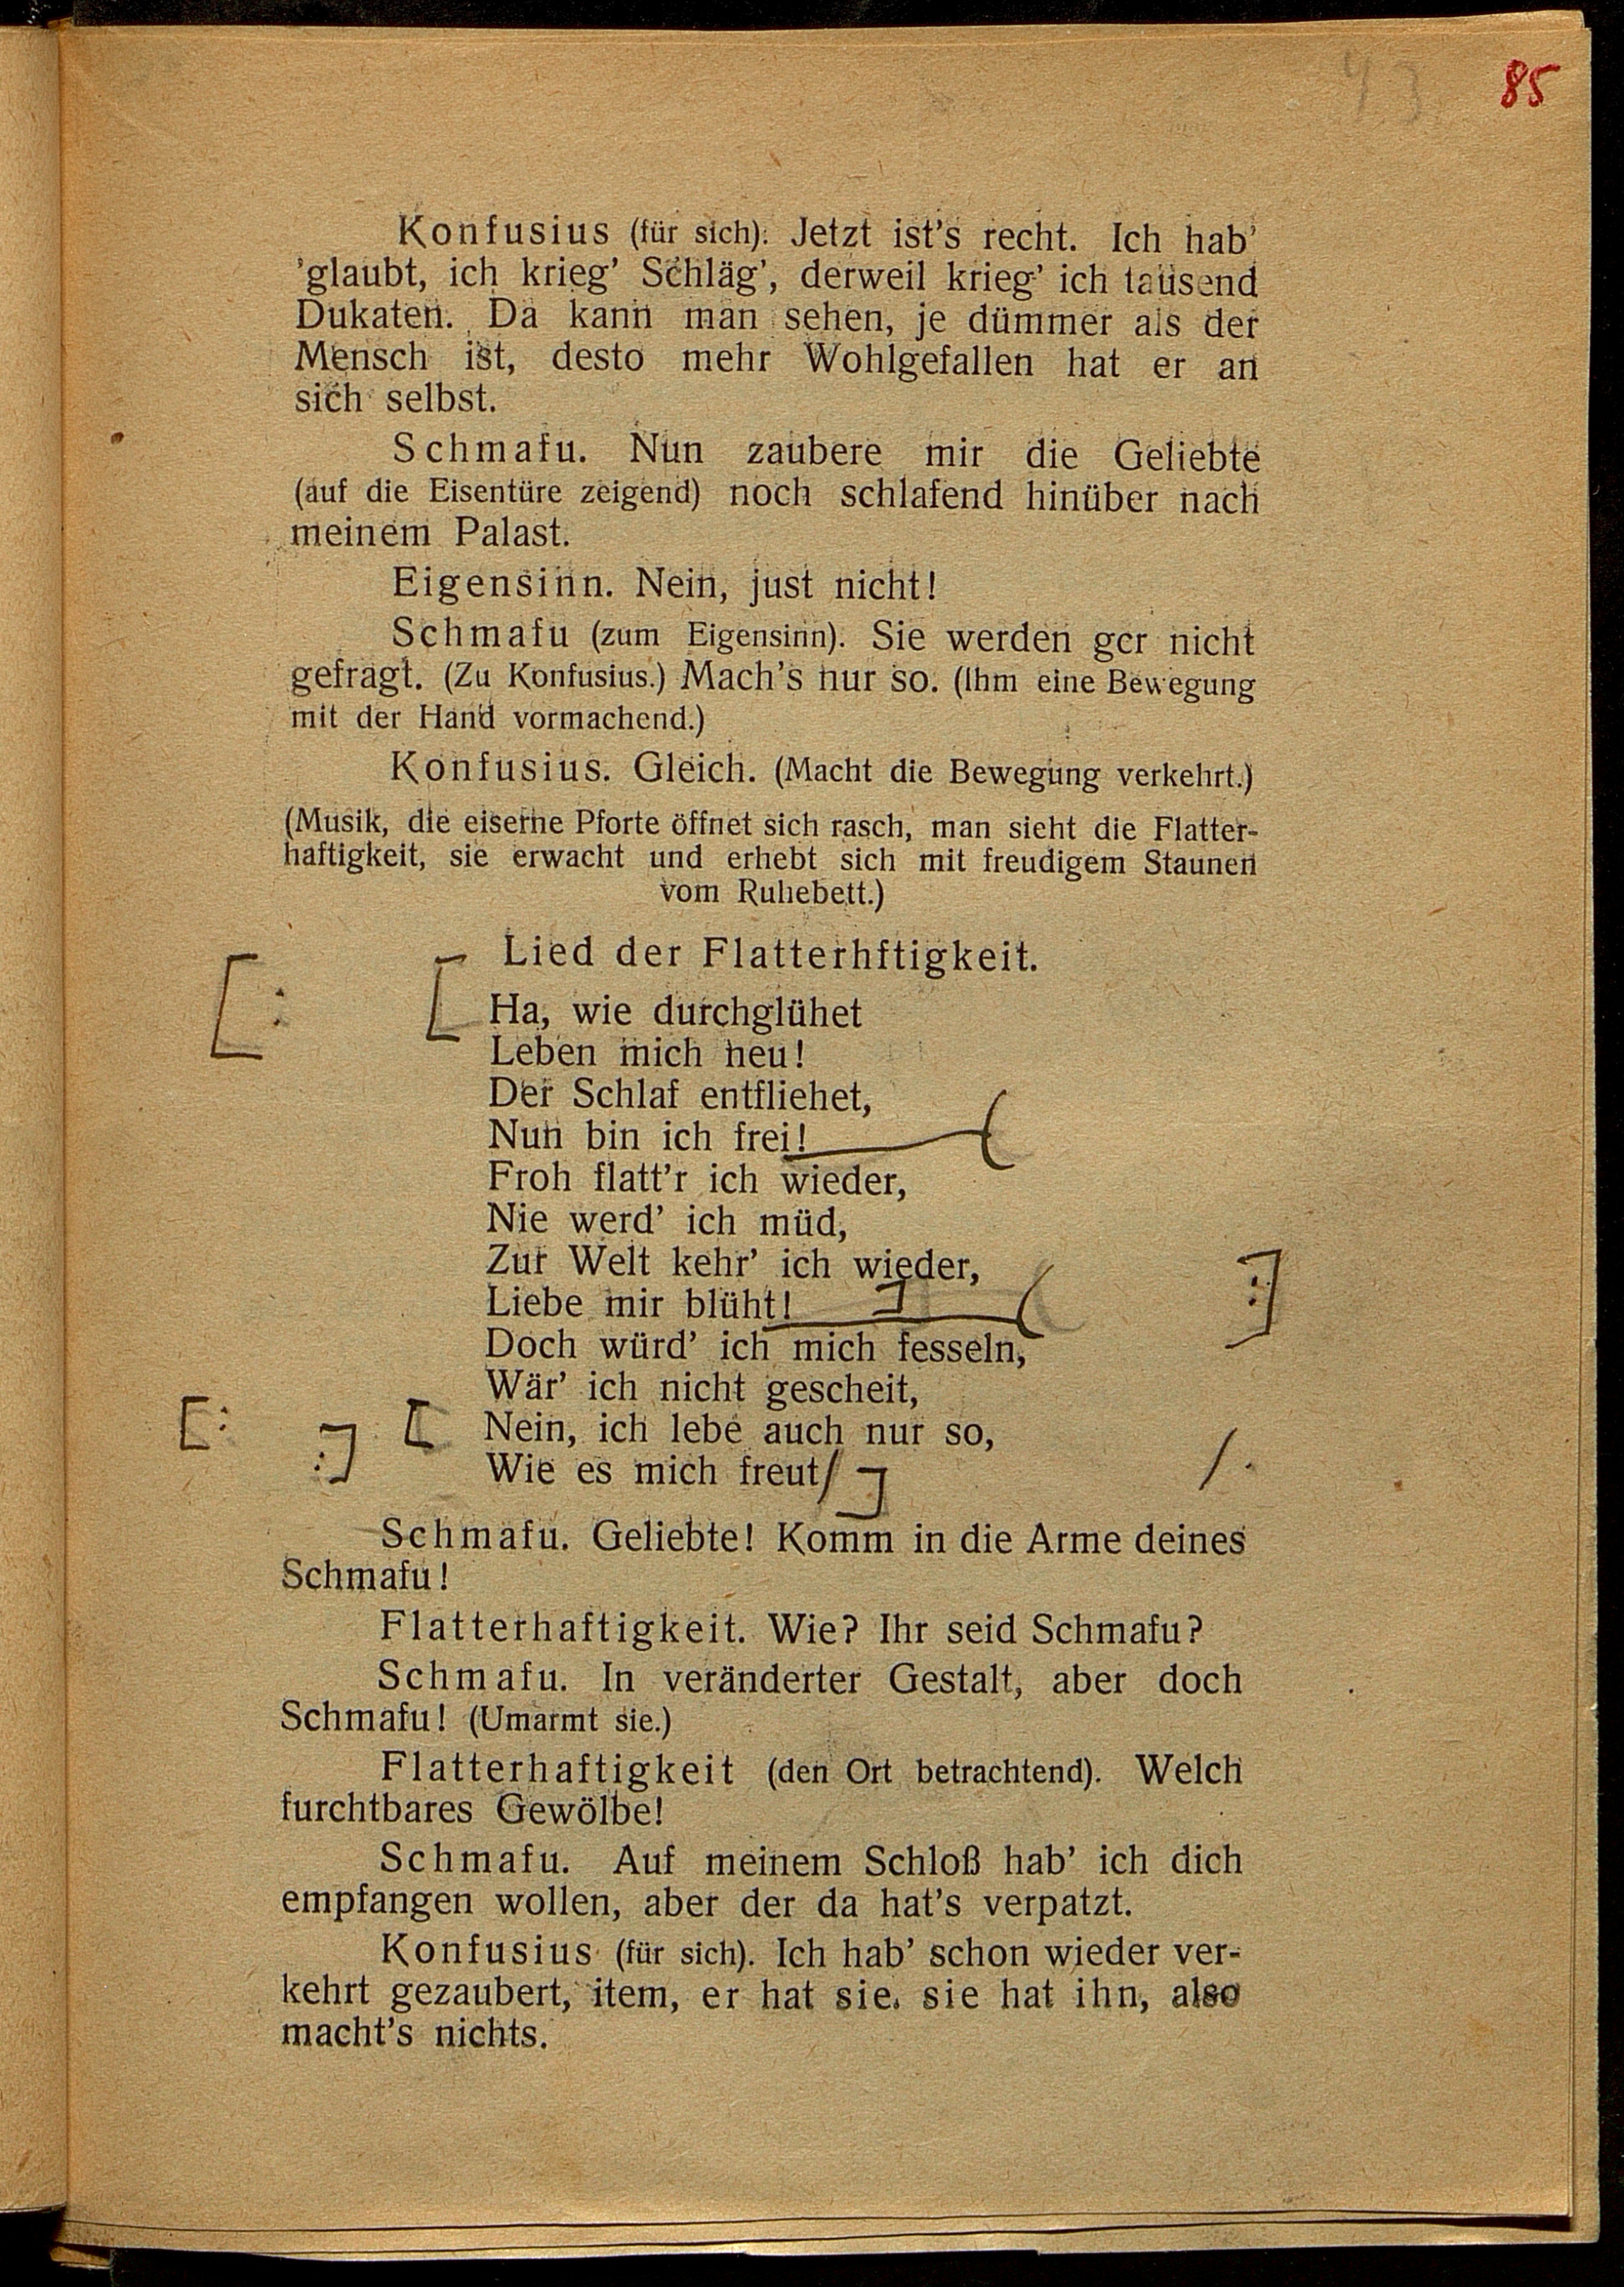 43 85
Konfusius (für sich). Jetzt ist's recht. Ich hab'
'glaubt, ich krieg' Schläg', derweil krieg' ich tausend
Dukaten. Da kann man sehen, je dümmer als der
Mensch ist, desto mehr Wohlgefallen hat er an
sich selbst.
Schmafu. Nun zaubere mir die Geliebte
(auf die Eisentüre zeigend) noch schlafend hinüber nach
meinem Palast.
Eigensinn. Nein, just nicht!
Schmafu (zum Eigensinn). Sie werden gcr nicht
gefragt. (Zu Konfusius.) Mach's nur so. (Ihm eine Bewegung
mit der Hand vormachend.)
Konfusius. Gleich. (Macht die Bewegung verkehrt.)
(Musik, die eiserne Pforte öffnet sich rasch, man sieht die Flatter-
haftigkeit, sie erwacht und erhebt sich mit freudigem Staunen
vom Ruhebett.)
[: [ Lied der Flatterhftigkeit.
Ha, wie durchglühet
Leben mich neu!
Der Schlaf entfliehet,
Nun bin ich frei!
Froh flatt'r ich wieder,
Nie werd' ich müd,
Zur Welt kehr' ich wieder,
Liebe mir blüht! ] :]
Doch würd' ich mich fesseln,
Wär' ich nicht gescheit,
[: :] [ Nein, ich lebe auch nur so,
Wie es mich freut/ ] /.
Schmafu. Geliebte! Komm in die Arme deines
Schmafu!
Flatterhaftigkeit. Wie? Ihr seid Schmafu?
Schmafu. In veränderter Gestalt, aber doch
Schmafu! (Umarmt sie.)
Flatterhaftigkeit (den Ort betrachtend). Welch
furchtbares Gewölbe!
Schmafu. Auf meinem Schloß hab' ich dich
empfangen wollen, aber der da hat's verpatzt.
Konfusius (für sich). Ich hab' schon wieder ver-
kehrt gezaubert, item, er hat sie. sie hat ihn, also
macht's nichts.